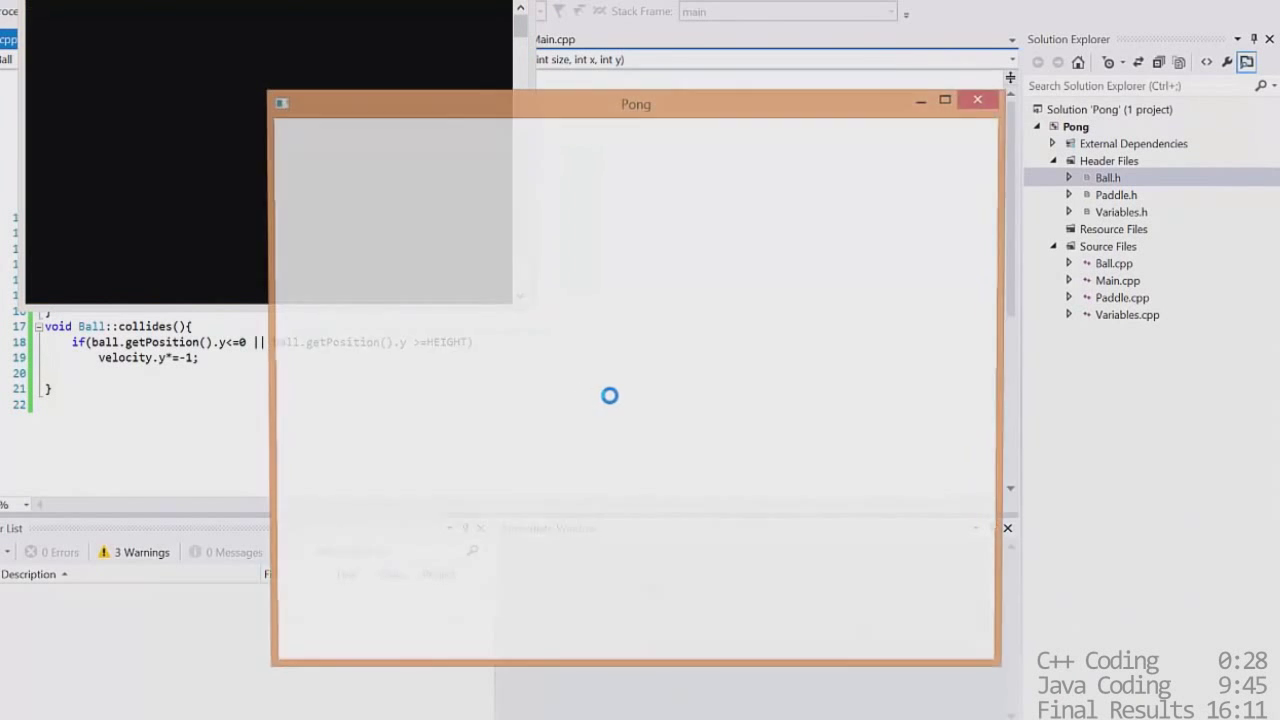 Stack Frame: main
.cpp
Main.cpp
Solution Explorer
int size, int x, int y)
Search Solution Explorer (Ctrl+;)
Pong
Solution 'Pong' (1 project)
Pong
External Dependencies
Header Files
Ball.h
Paddle.h
Variables.h
Resource Files
Source Files
Ball.cpp
Main.cpp
Paddle.cpp
Variables.cpp
17 void Ball::collides(){
18 if(ball.getPosition().y<=0 || ball.getPosition().y >=HEIGHT)
19 velocity.y*=-1;
20
21 }
22
%
List
0 Errors 3 Warnings 0 Messages
Description
C++ Coding 0:28
Java Coding 9:45
Final Results 16:11